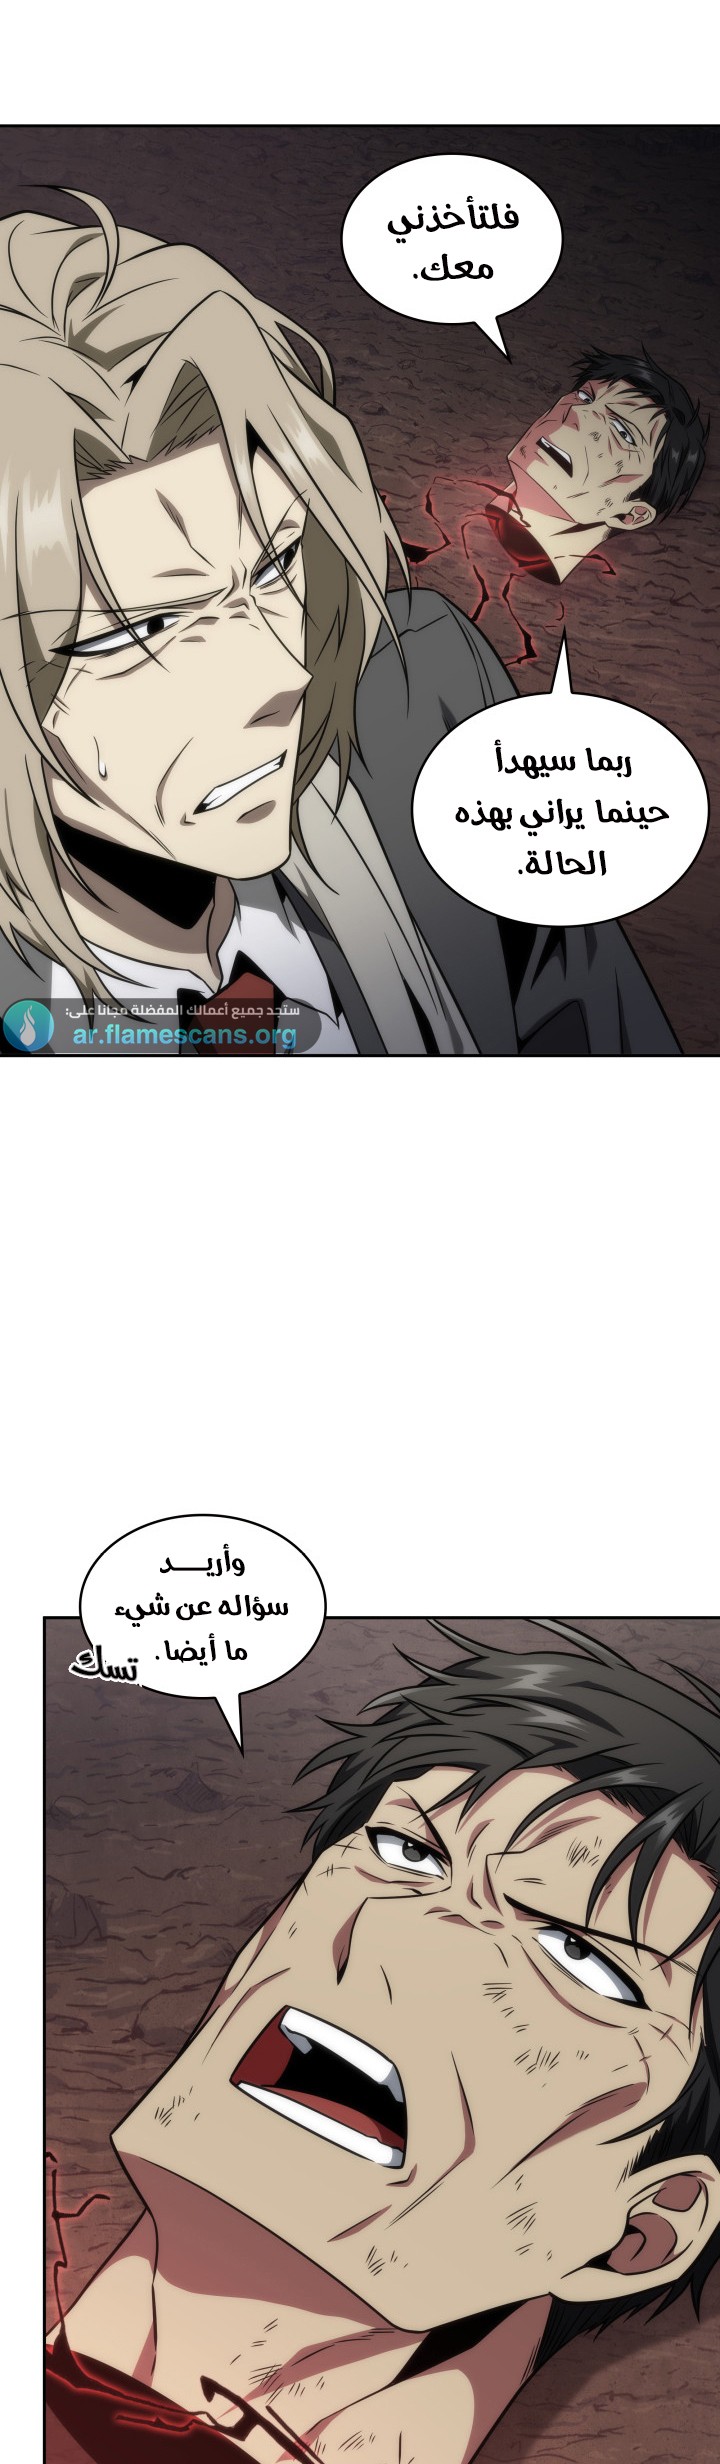 فلتأخذني
معك.
ربما سيهدأ
حينما يراني بهذه
الحالة.
ستجد جميع أعمالك المفضلة مجانا على:
ar.flamescans.org
وأريـــد
سؤاله عن شيء
ما أيضا.
تسك